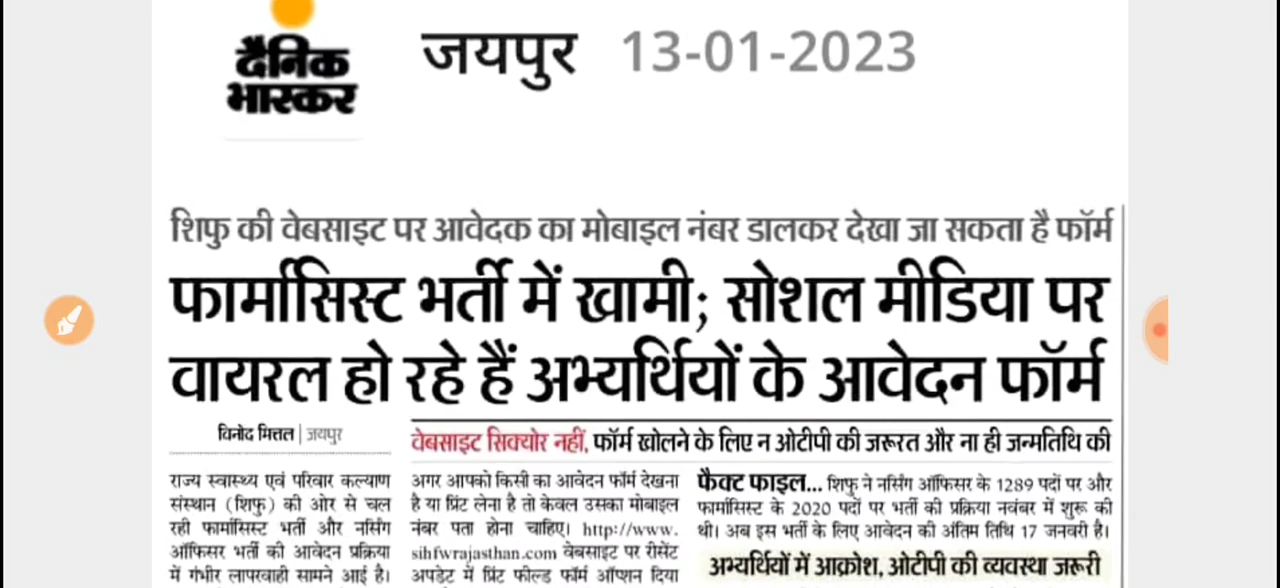 दैनिक
भास्कर
जयपुर 13-01-2023
शिफु की वेबसाइट पर आवेदक का मोबाइल नंबर डालकर देखा जा सकता है फॉर्म
फार्मासिस्ट भर्ती में खामी; सोशल मीडिया पर
वायरल हो रहे हैं अभ्यर्थियों के आवेदन फॉर्म
विनोद मित्तल | जयपुर
राज्य स्वास्थ्य एवं परिवार कल्याण
संस्थान (शिफु) की ओर से चल
रही फार्मासिस्ट भर्ती और नर्सिंग
ऑफिसर भर्ती की आवेदन प्रक्रिया
में गंभीर लापरवाही सामने आई है।
वेबसाइट सिक्योर नहीं, फॉर्म खोलने के लिए न ओटीपी की जरूरत और ना ही जन्मतिथि की
अगर आपको किसी का आवेदन फॉर्म देखना
है या प्रिंट लेना है तो केवल उसका मोबाइल
नंबर पता होना चाहिए। http://www.
sihfwrajasthan.com वेबसाइट पर रीसेंट
अपडेट में प्रिंट फील्ड फॉर्म ऑप्शन दिया
फैक्ट फाइल... शिफु ने नर्सिंग ऑफिसर के 1289 पदों पर और
फार्मासिस्ट के 2020 पदों पर भर्ती की प्रक्रिया नवंबर में शुरू की
थी। अब इस भर्ती के लिए आवेदन की अंतिम तिथि 17 जनवरी है।
अभ्यर्थियों में आक्रोश, ओटीपी की व्यवस्था जरूरी